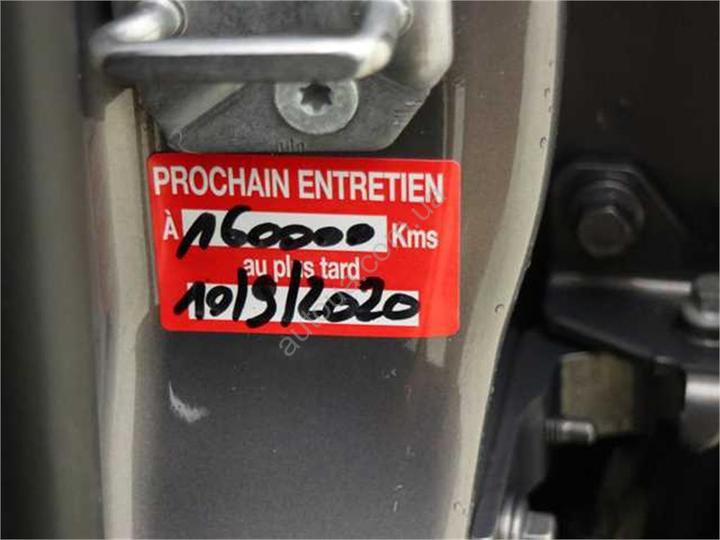 PROCHAIN ENTRETIEN
À 160000 Kms
au plus tard
10/9/2020